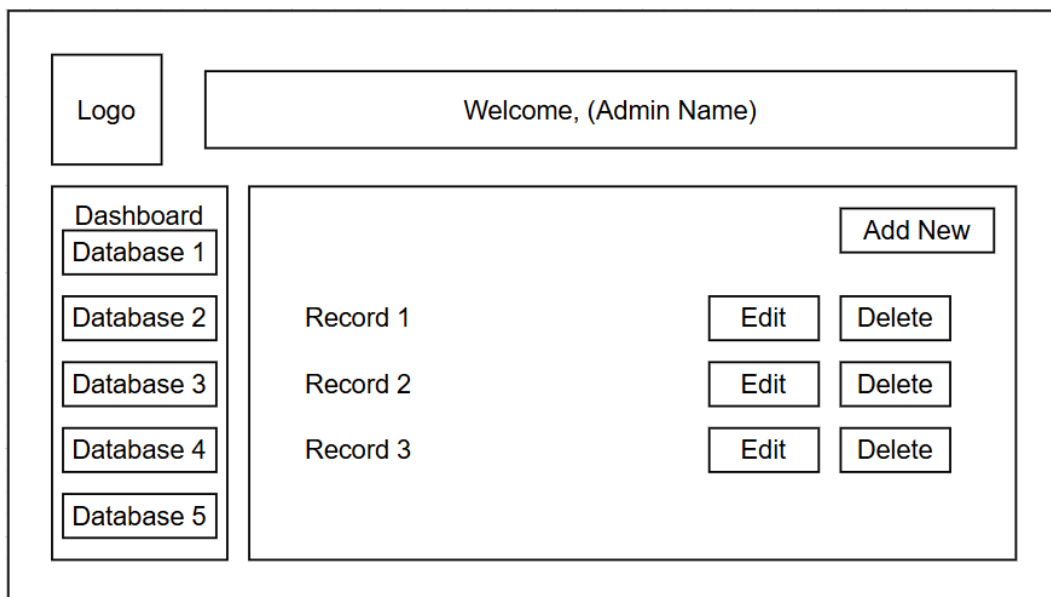 Logo
Welcome, (Admin Name)
Dashboard
Database 1
Database 2
Database 3
Database 4
Database 5
Add New
Record 1 Edit Delete
Record 2 Edit Delete
Record 3 Edit Delete